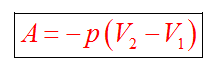 A = −p(V₂ − V₁)